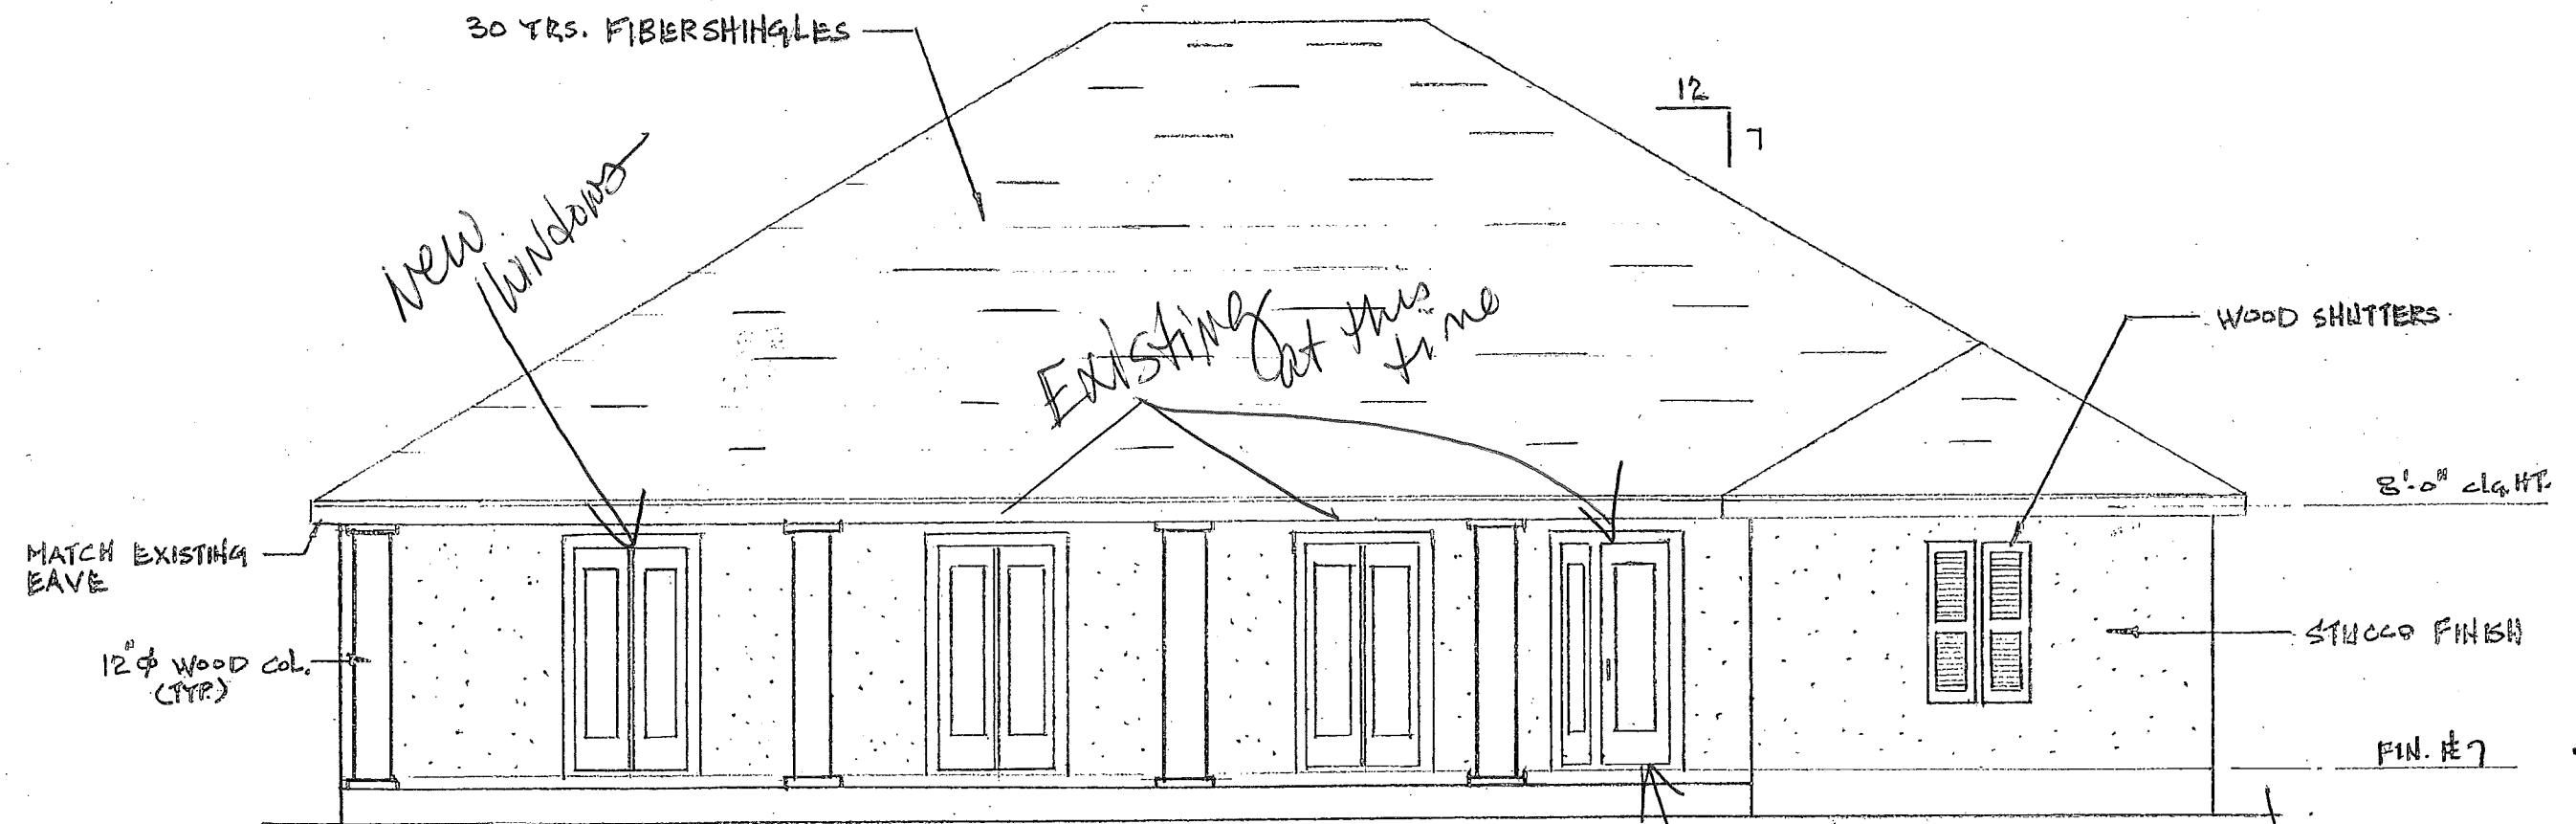 30 YRS. FIBERSHINGLES
12
7
New
Windows
Existing
at this
time
WOOD SHUTTERS
8'-0" clg. HT.
MATCH EXISTING
EAVE
12"φ WOOD COL.
(TYP.)
STUCCO FINISH
FIN.